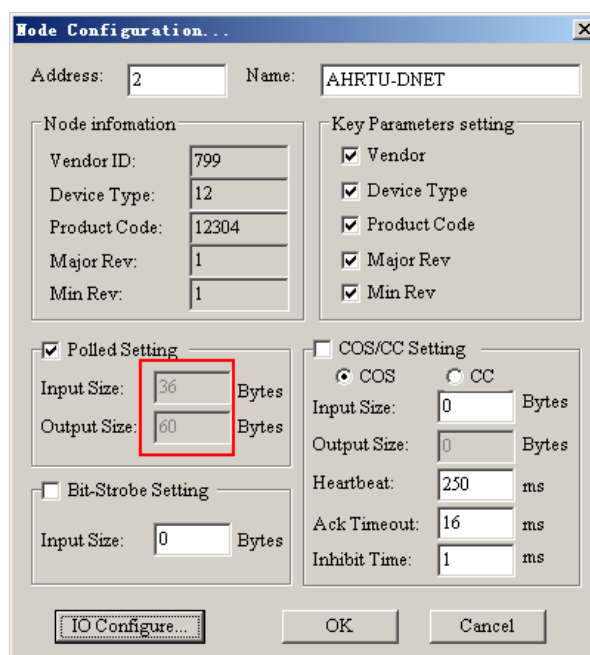 Node Configuration...
Address: 2 Name: AHRTU-DNET
Node infomation
Vendor ID: 799
Device Type: 12
Product Code: 12304
Major Rev: 1
Min Rev: 1
Key Parameters setting
Vendor
Device Type
Product Code
Major Rev
Min Rev
Polled Setting
Input Size: 36 Bytes
Output Size: 60 Bytes
Bit-Strobe Setting
Input Size: 0 Bytes
COS/CC Setting
COS CC
Input Size: 0 Bytes
Output Size: 0 Bytes
Heartbeat: 250 ms
Ack Timeout: 16 ms
Inhibit Time: 1 ms
IO Configure... OK Cancel